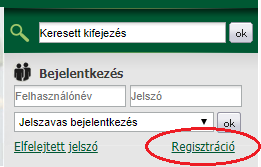 Keresett kifejezés ok
Bejelentkezés
Felhasználónév Jelszó
Jelszavas bejelentkezés ok
Elfelejtett jelszó Regisztráció